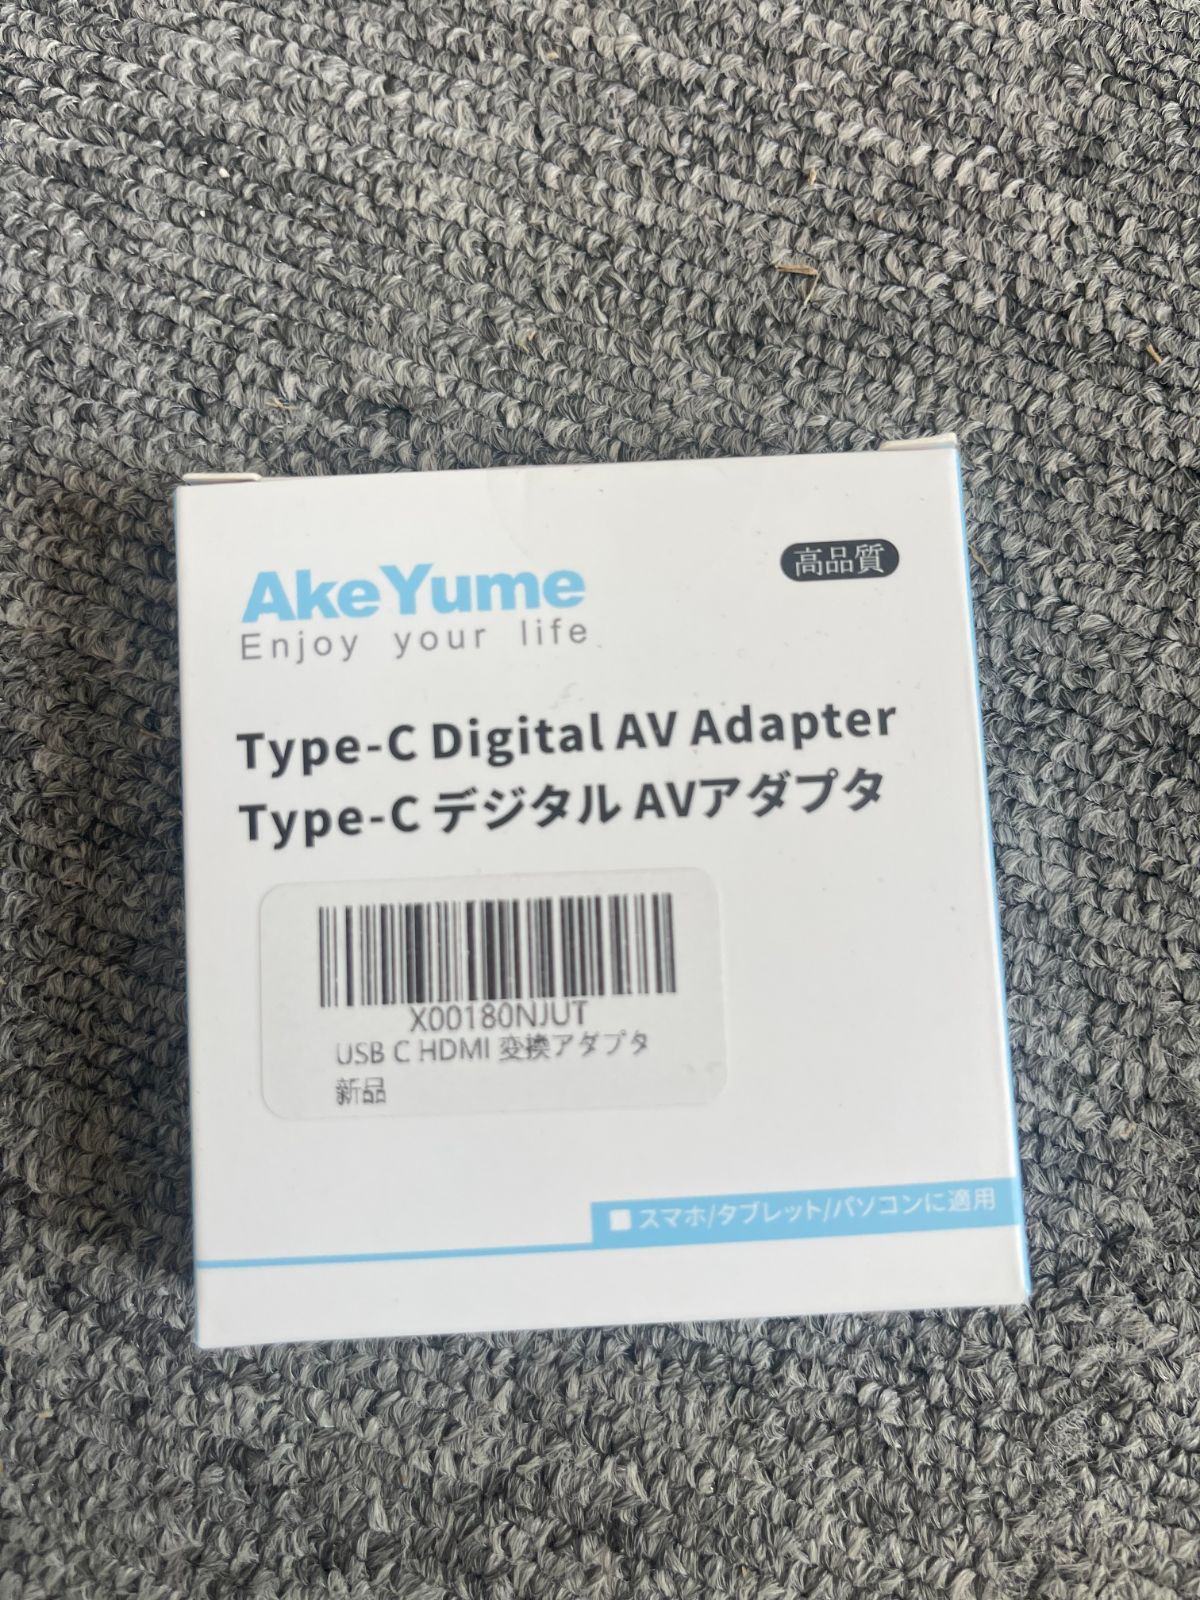 高品質
AkeYume
Enjoy your life
Type-C Digital AV Adapter
Type-C デジタル AVアダプタ
X00180NJUT
USB C HDMI 変換アダプタ
新品
スマホ/タブレット/パソコンに適用